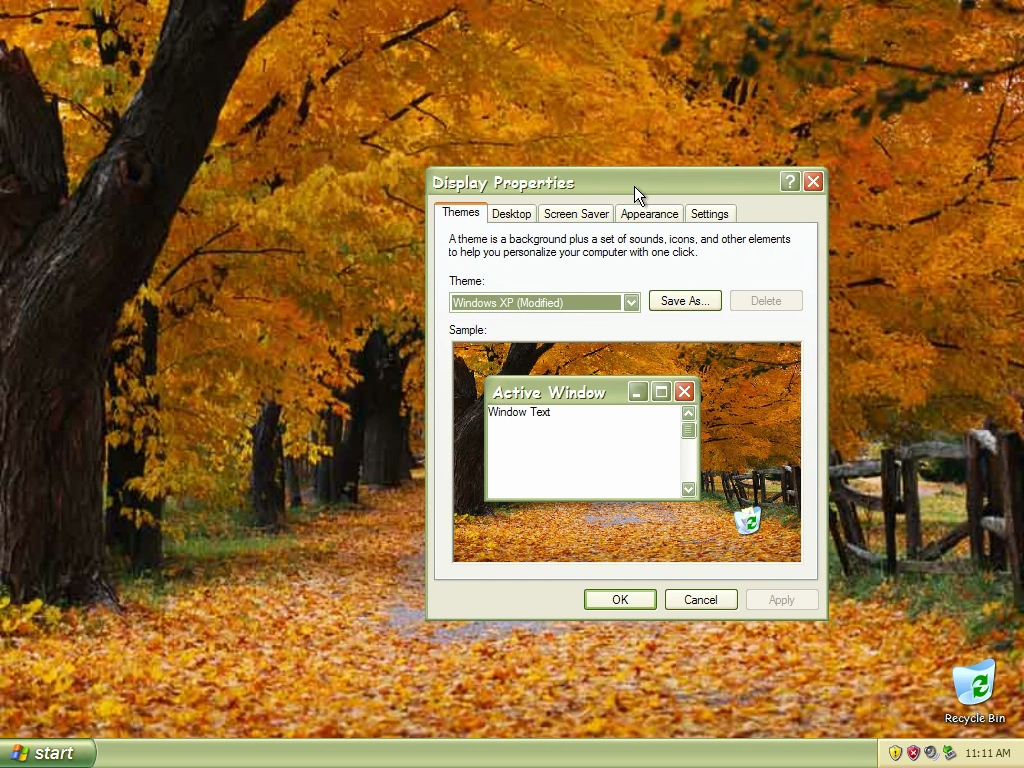 Display Properties
Themes Desktop Screen Saver Appearance Settings
A theme is a background plus a set of sounds, icons, and other elements
to help you personalize your computer with one click.
Theme:
Windows XP (Modified) Save As... Delete
Sample:
Active Window
Window Text
OK Cancel Apply
Recycle Bin
start 11:11 AM